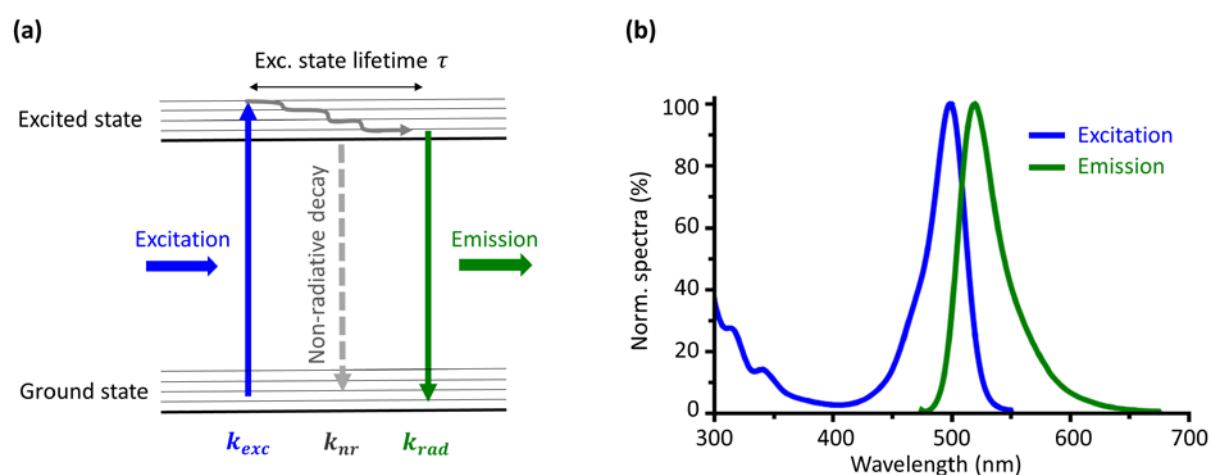 (a)
Exc. state lifetime τ
Excited state
Excitation
Non-radiative decay
Emission
Ground state
k_exc
k_nr
k_rad
(b)
Norm. spectra (%)
100
80
60
40
20
0
Excitation
Emission
300
400
500
600
700
Wavelength (nm)